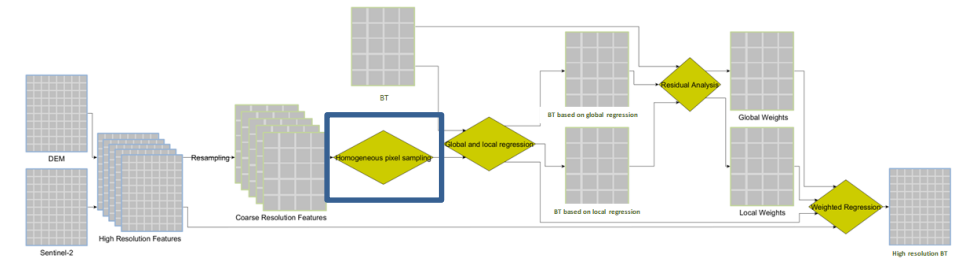 DEM
Sentinel-2
High Resolution Features
Resampling
Coarse Resolution Features
Homogeneous pixel sampling
BT
Global and local regression
BT based on global regression
BT based on local regression
Residual Analysis
Global Weights
Local Weights
Weighted Regression
High resolution BT